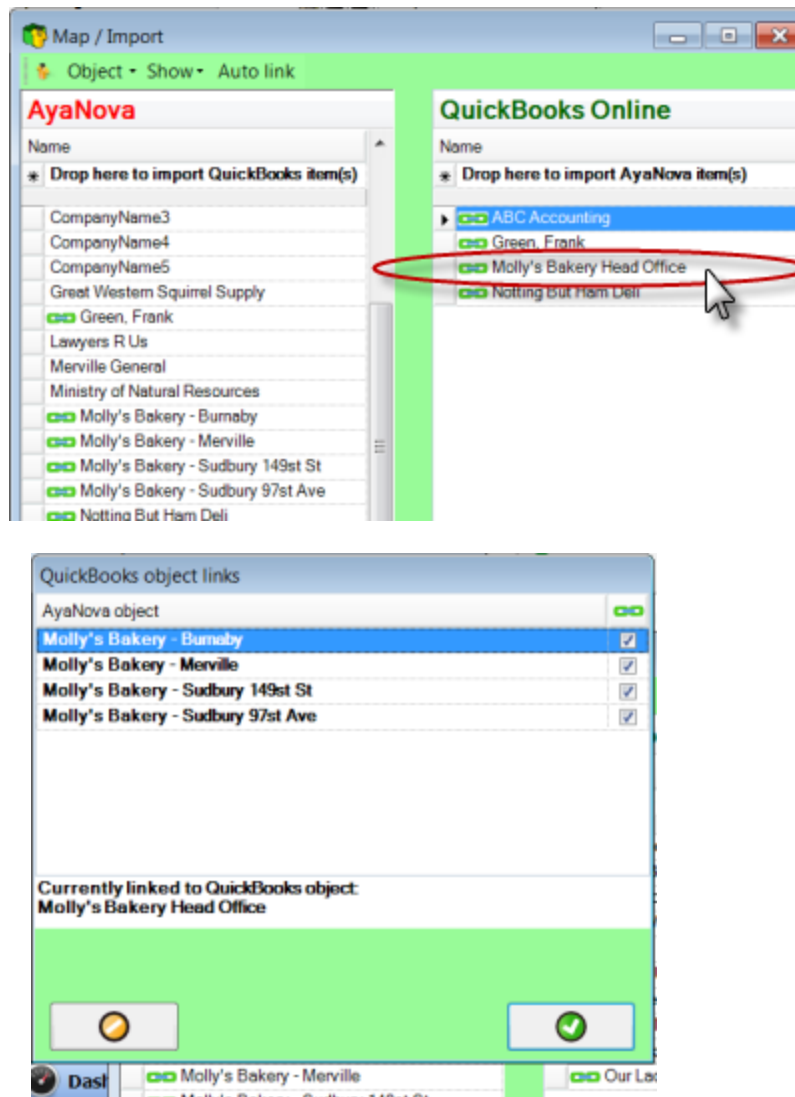 Map / Import
Object Show Auto link
AyaNova
Name
Drop here to import QuickBooks item(s)
CompanyName3
CompanyName4
CompanyName5
Great Western Squirrel Supply
Green, Frank
Lawyers R Us
Merville General
Ministry of Natural Resources
Molly's Bakery - Burnaby
Molly's Bakery - Merville
Molly's Bakery - Sudbury 149st St
Molly's Bakery - Sudbury 97st Ave
Notting But Ham Deli
QuickBooks Online
Name
Drop here to import AyaNova item(s)
ABC Accounting
Green, Frank
Molly's Bakery Head Office
Notting But Ham Deli
QuickBooks object links
AyaNova object
Molly's Bakery - Burnaby
Molly's Bakery - Merville
Molly's Bakery - Sudbury 149st St
Molly's Bakery - Sudbury 97st Ave
Currently linked to QuickBooks object:
Molly's Bakery Head Office
Dash
Molly's Bakery - Merville
Our